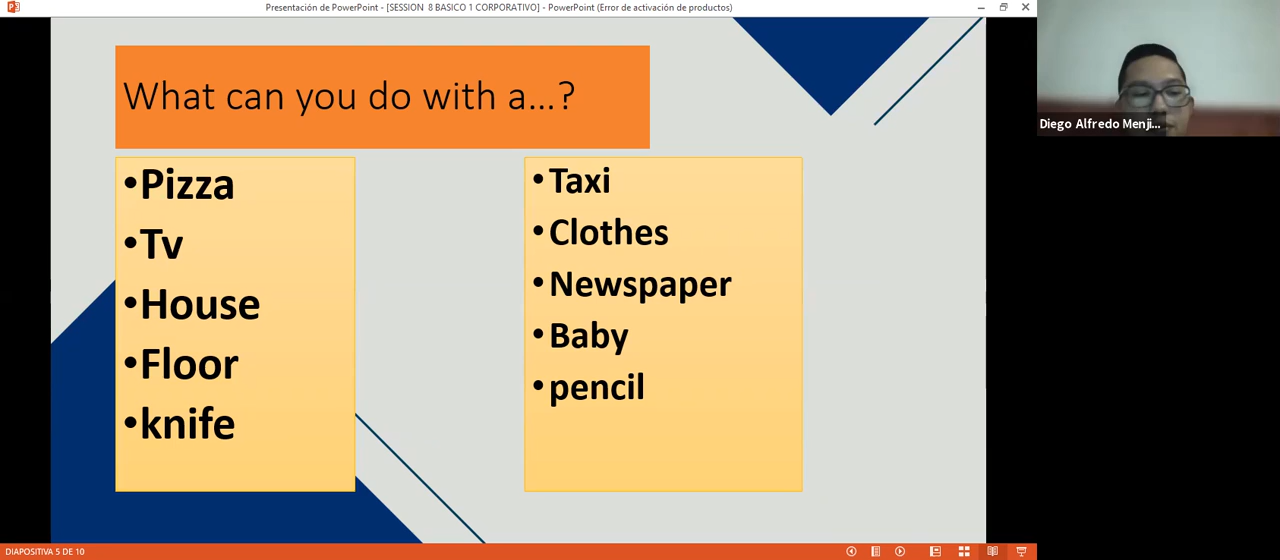 Presentación de PowerPoint - [SESSION 8 BASICO 1 CORPORATIVO] - PowerPoint (Error de activación de productos)
What can you do with a...?
•Pizza
•Tv
•House
•Floor
•knife
•Taxi
•Clothes
•Newspaper
•Baby
•pencil
Diego Alfredo Menji...
DIAPOSITIVA 5 DE 10